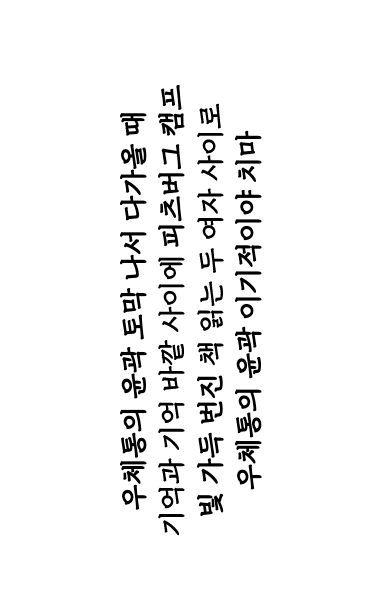 우체통의 윤곽 토막 나서 다가올 때
기억과 기억 바깥 사이에 피츠버그 캠프
빛 가득 번진 책 읽는 두 여자 사이로
우체통의 윤곽 이기적이야 치마